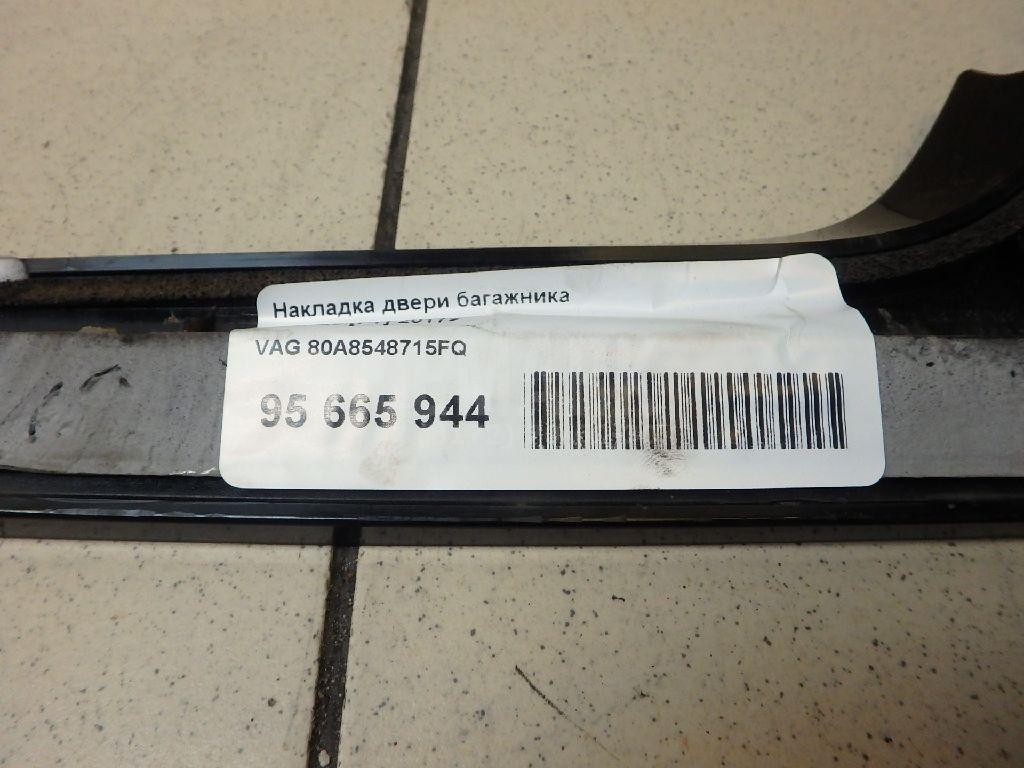 Накладка двери багажника
VAG 80A8548715FQ
95 665 944